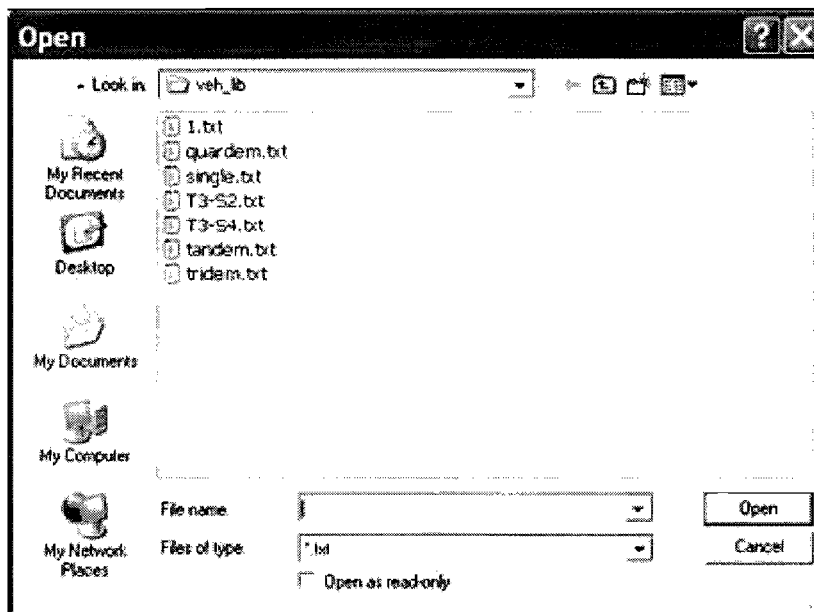 Open
Look in:
veh_lib
1.txt
quardem.txt
single.txt
T3-S2.txt
T3-S4.txt
tandem.txt
tridem.txt
My Recent
Documents
Desktop
My Documents
My Computer
My Network
Places
File name:
Open
Files of type:
*.txt
Cancel
Open as read-only